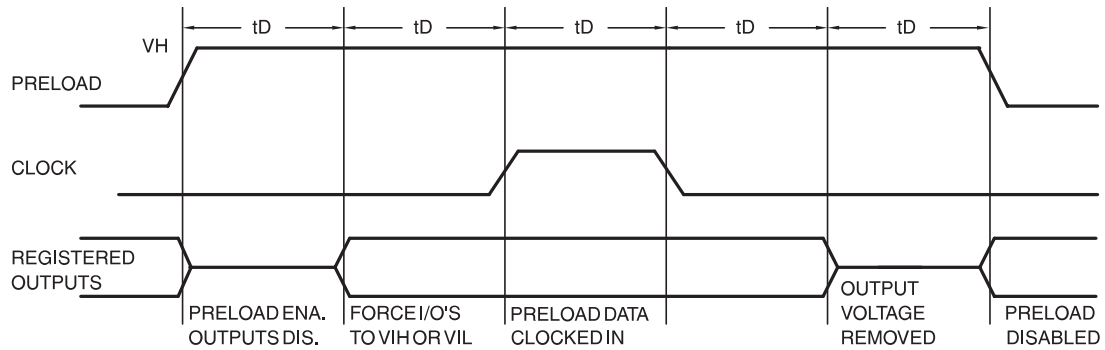 tD tD tD tD tD
VH
PRELOAD
CLOCK
REGISTERED
OUTPUTS
PRELOAD ENA.
OUTPUTS DIS.
FORCE I/O'S
TO VIH OR VIL
PRELOAD DATA
CLOCKED IN
OUTPUT
VOLTAGE
REMOVED
PRELOAD
DISABLED